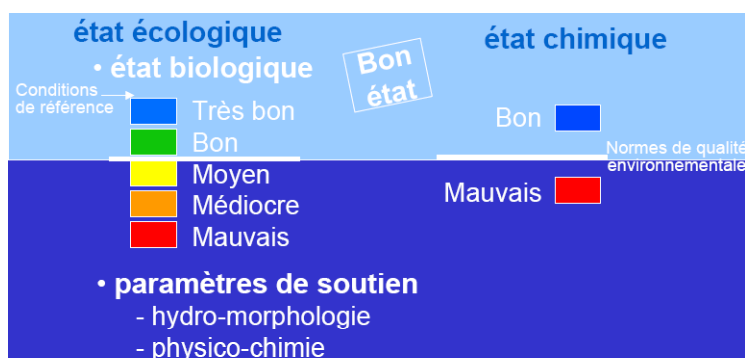 état écologique
• état biologique
Conditions
de référence
Très bon
Bon
Moyen
Médiocre
Mauvais
• paramètres de soutien
- hydro-morphologie
- physico-chimie
Bon
état
état chimique
Bon
Normes de qualité
environnementale
Mauvais